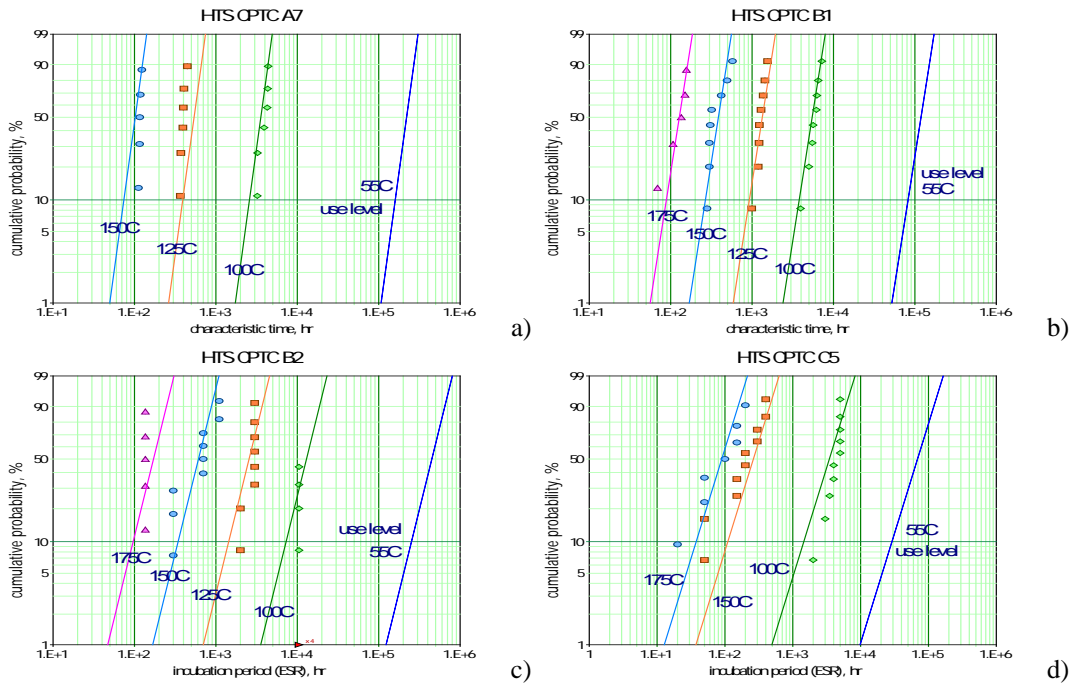 HTS CPTC A7
cumulative probability, %
99
90
50
10
5
1
150C
125C
100C
55C
use level
1.E+1
1.E+2
1.E+3
1.E+4
1.E+5
1.E+6
characteristic time, hr
a)
HTS CPTC B1
cumulative probability, %
99
90
50
10
5
1
175C
150C
125C
100C
use level
55C
1.E+1
1.E+2
1.E+3
1.E+4
1.E+5
1.E+6
characteristic time, hr
b)
HTS CPTC B2
cumulative probability, %
99
90
50
10
5
1
175C
150C
125C
100C
use level
55C
x4
1.E+1
1.E+2
1.E+3
1.E+4
1.E+5
1.E+6
incubation period (ESR), hr
c)
HTS CPTC C5
cumulative probability, %
99
90
50
10
5
1
175C
150C
100C
55C
use level
1
1.E+1
1.E+2
1.E+3
1.E+4
1.E+5
1.E+6
incubation period (ESR), hr
d)